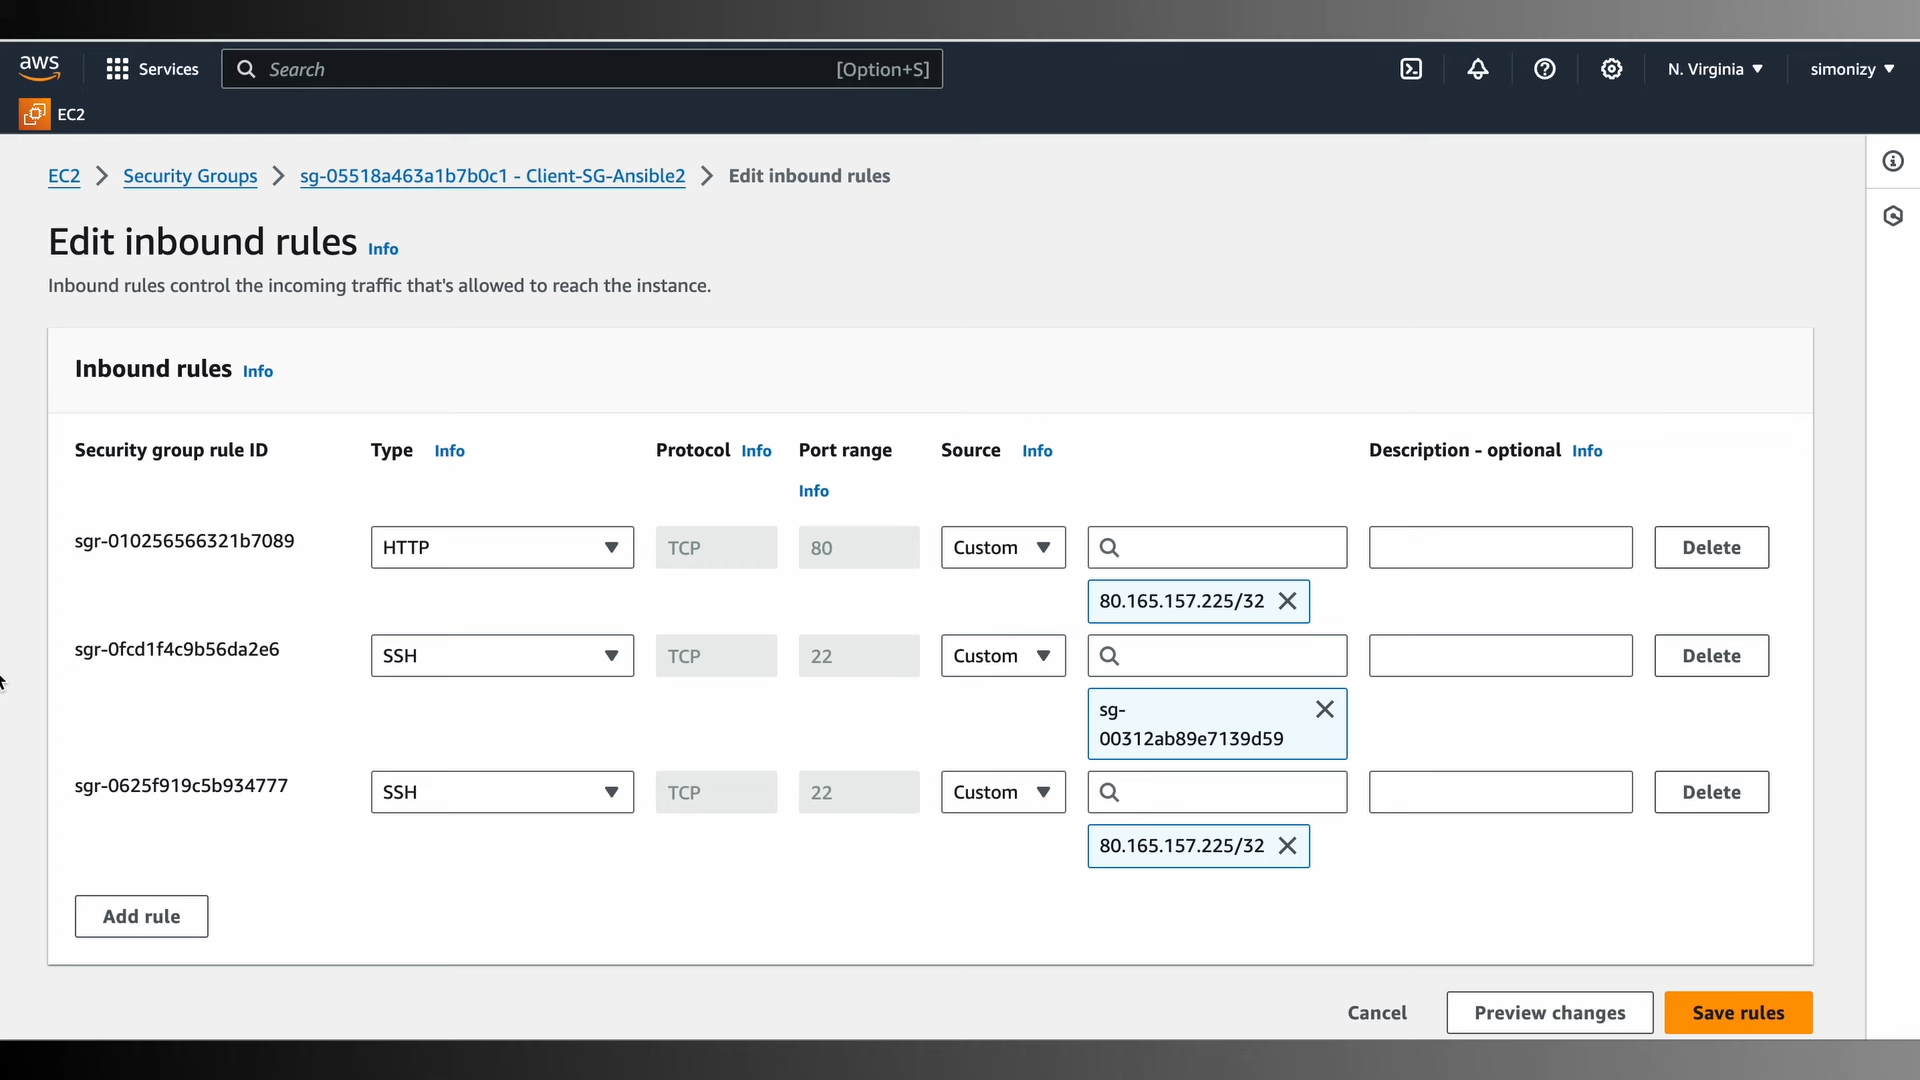 aws
Services
Search
[Option+S]
N. Virginia
simonizy
EC2
EC2 > Security Groups > sg-05518a463a1b7b0c1 - Client-SG-Ansible2 > Edit inbound rules
Edit inbound rules Info
Inbound rules control the incoming traffic that's allowed to reach the instance.
Inbound rules Info
Security group rule ID Type Info Protocol Info Port range Source Info Description - optional Info
Info
sgr-010256566321b7089 HTTP TCP 80 Custom Delete
80.165.157.225/32
sgr-0fcd1f4c9b56da2e6 SSH TCP 22 Custom Delete
sg-
00312ab89e7139d59
sgr-0625f919c5b934777 SSH TCP 22 Custom Delete
80.165.157.225/32
Add rule
Cancel Preview changes Save rules